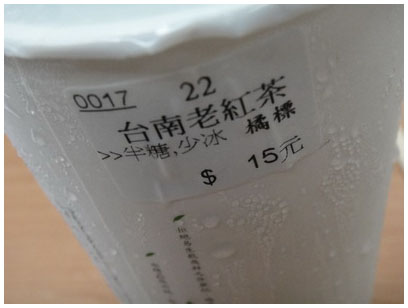 0017 22
台南老紅茶 橘標
>>半糖,少冰
$ 15元